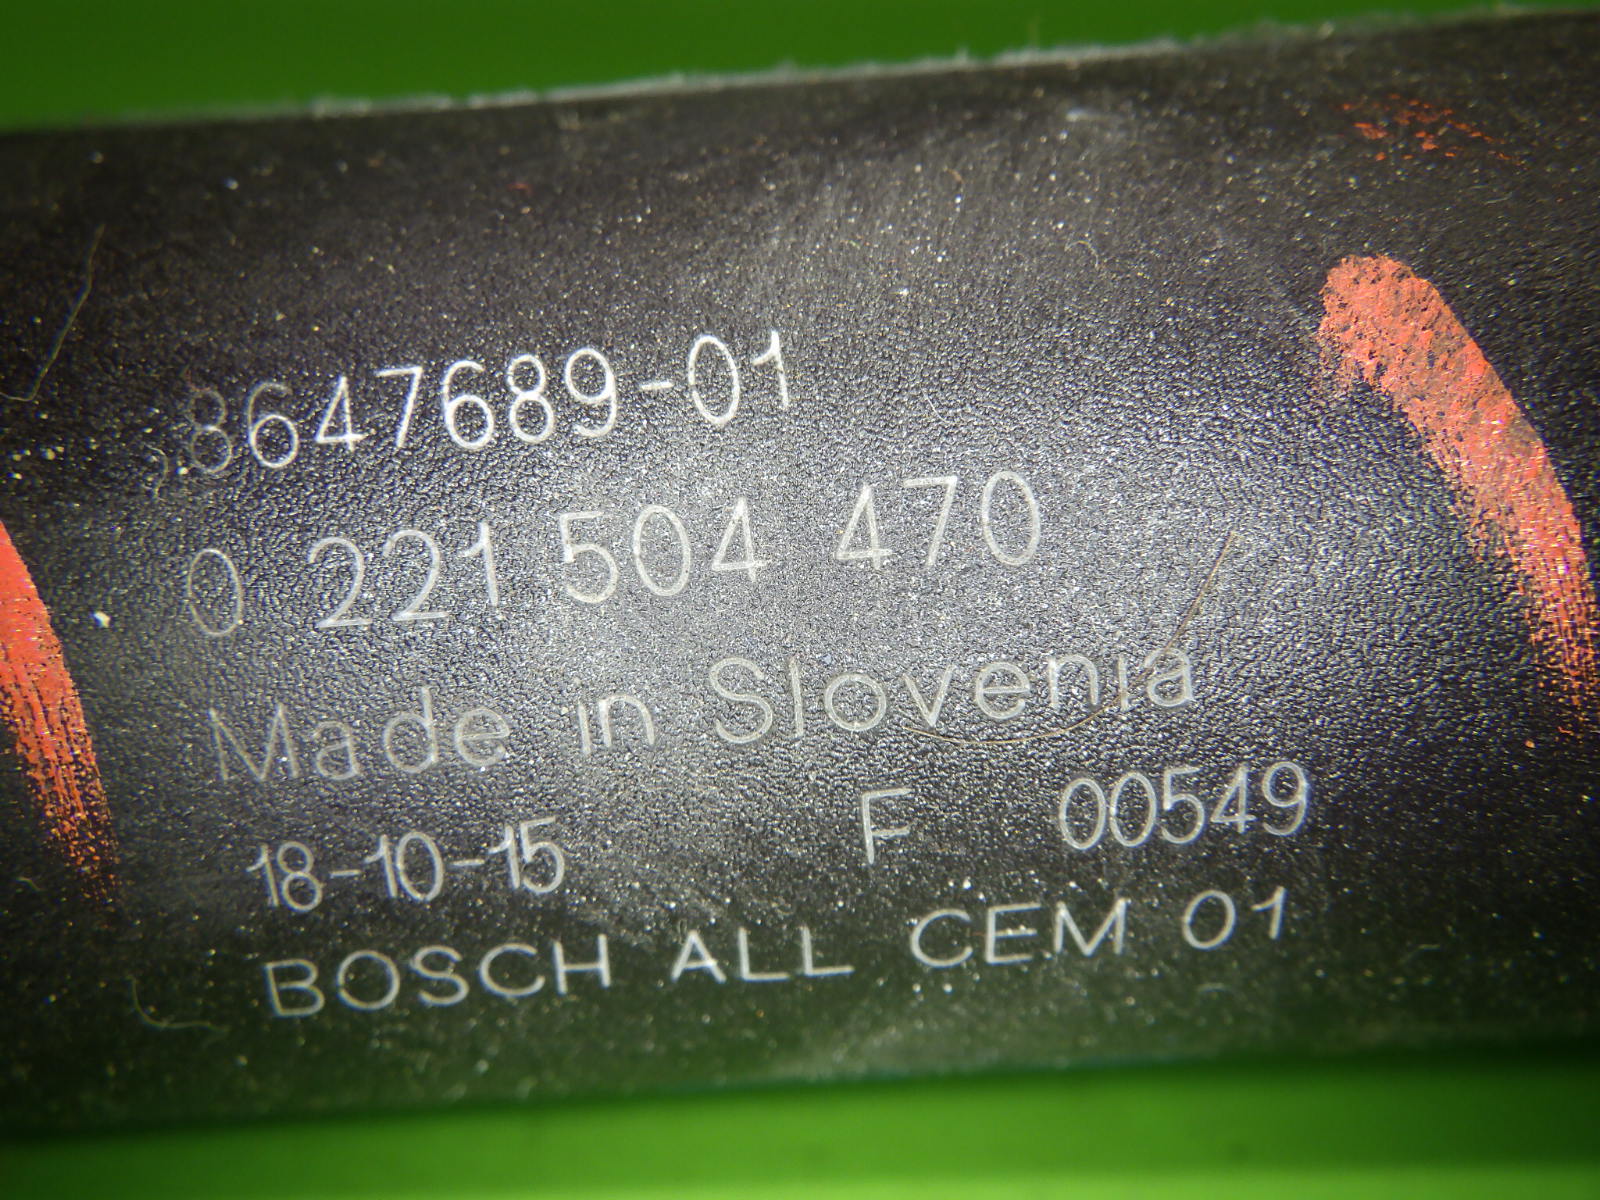 8647689-01
0 221 504 470
Made in Slovenia
18-10-15 F 00549
BOSCH ALL CEM 01